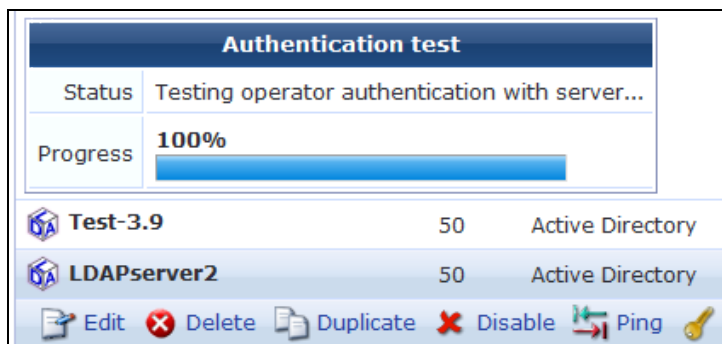 Authentication test
Status Testing operator authentication with server...
Progress 100%
Test-3.9 50 Active Directory
LDAPserver2 50 Active Directory
Edit Delete Duplicate Disable Ping